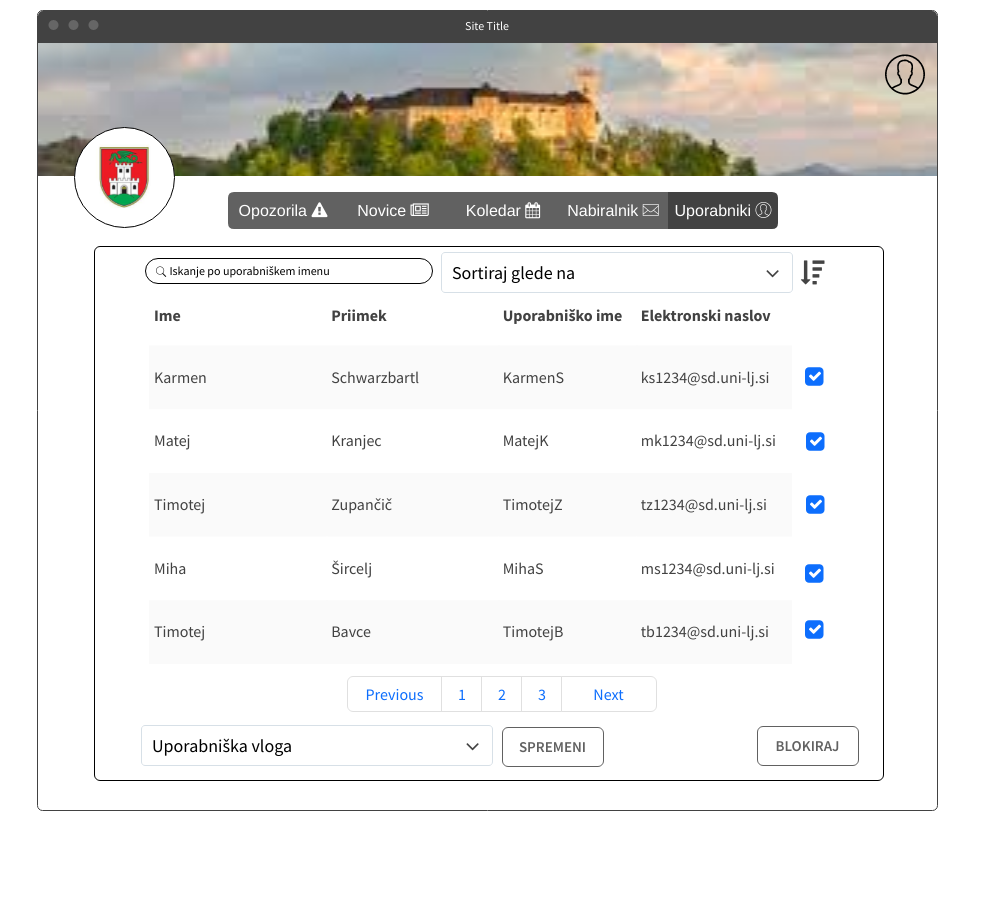 Site Title
Opozorila Novice Koledar Nabiralnik Uporabniki
Iskanje po uporabniškem imenu Sortiraj glede na
Ime Priimek Uporabniško ime Elektronski naslov
Karmen Schwarzbartl KarmenS ks1234@sd.uni-lj.si
Matej Kranjec MatejK mk1234@sd.uni-lj.si
Timotej Zupančič TimotejZ tz1234@sd.uni-lj.si
Miha Šircelj MihaS ms1234@sd.uni-lj.si
Timotej Bavce TimotejB tb1234@sd.uni-lj.si
Previous 1 2 3 Next
Uporabniška vloga SPREMENI BLOKIRAJ